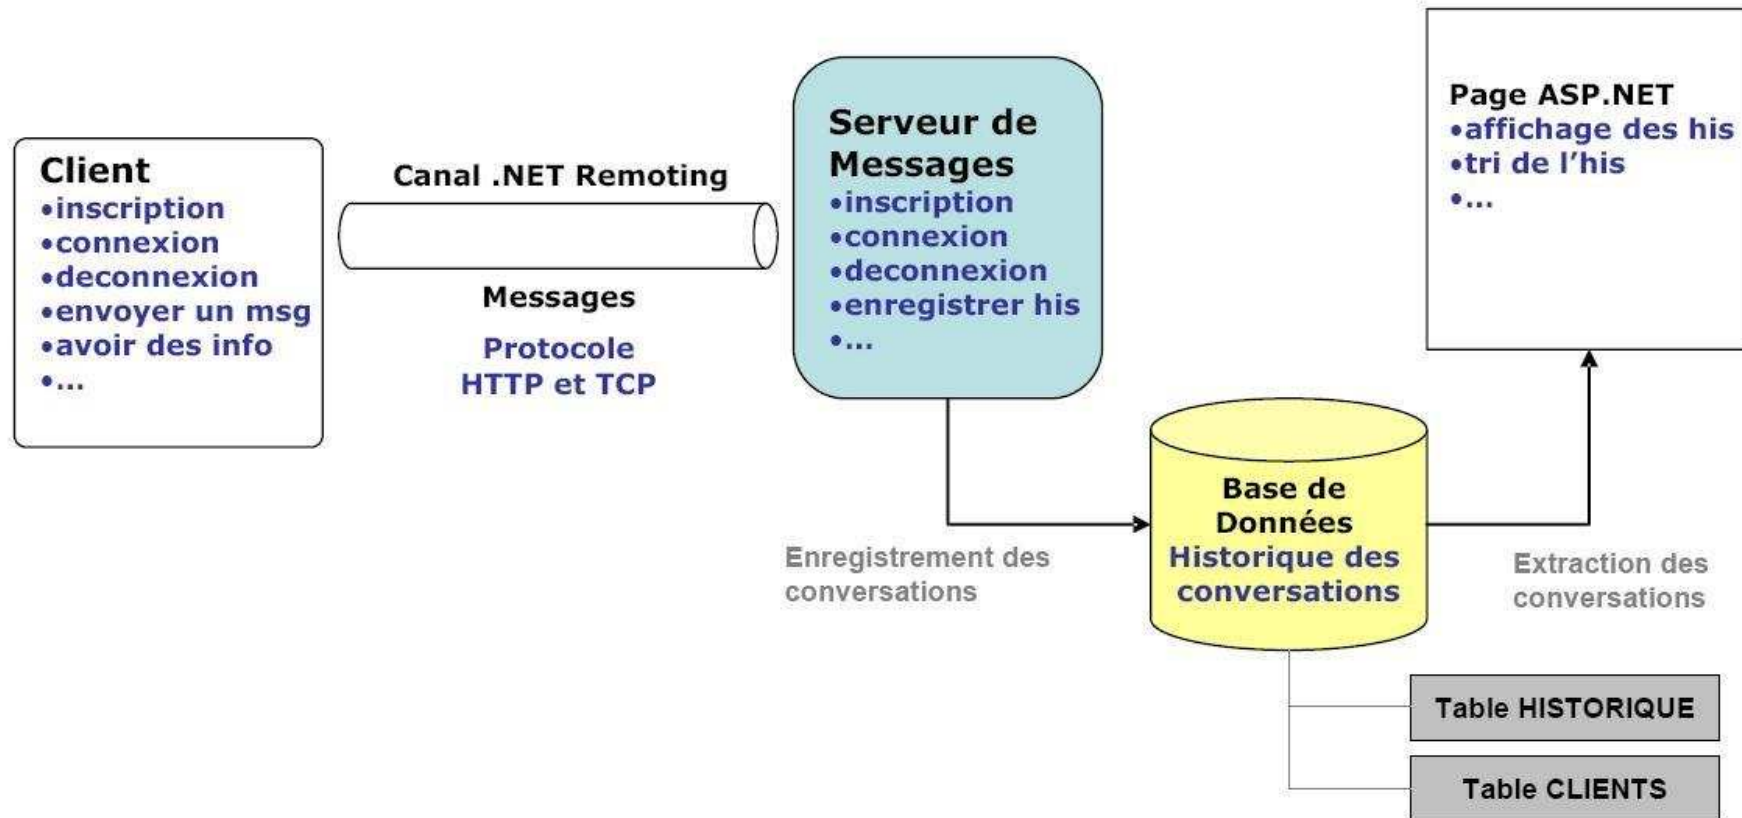 Client
•inscription
•connexion
•deconnexion
•envoyer un msg
•avoir des info
•...
Canal .NET Remoting
Messages
Protocole
HTTP et TCP
Serveur de
Messages
•inscription
•connexion
•deconnexion
•enregistrer his
•...
Page ASP.NET
•affichage des his
•tri de l'his
•...
Enregistrement des
conversations
Base de
Données
Historique des
conversations
Extraction des
conversations
Table HISTORIQUE
Table CLIENTS